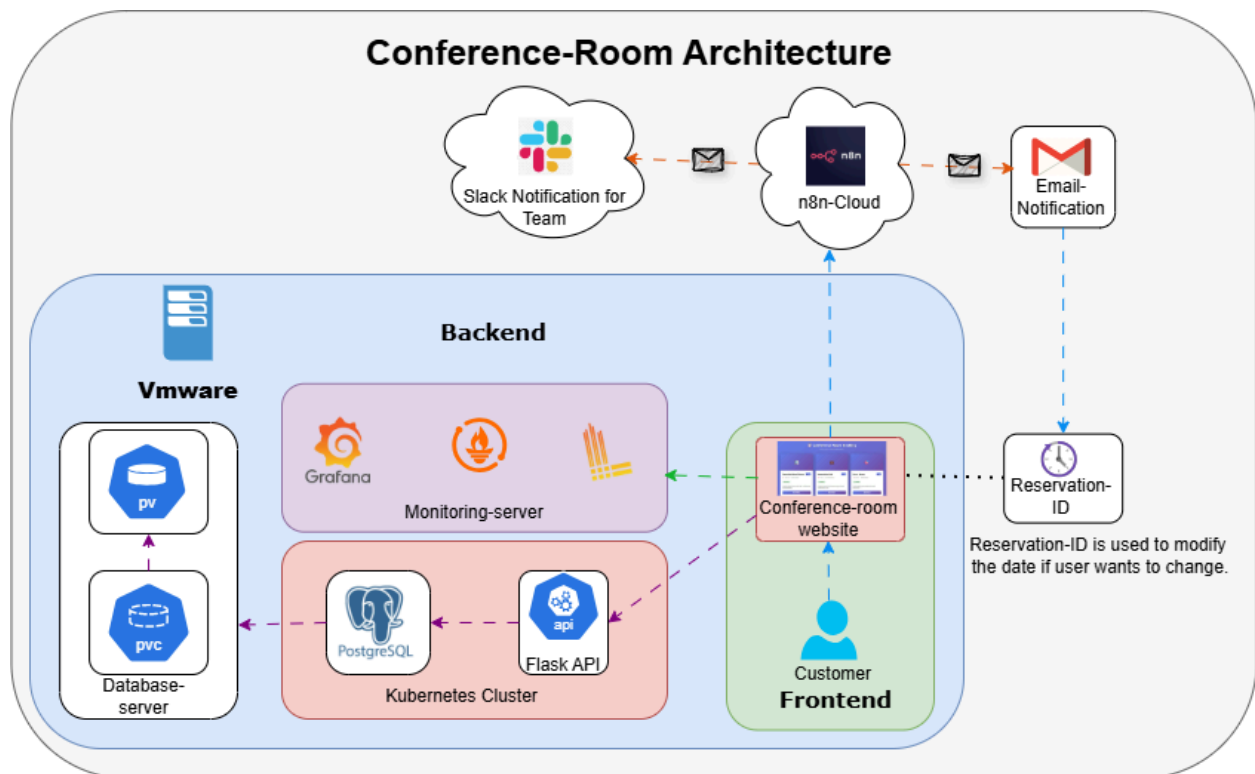 Conference-Room Architecture
Slack Notification for
Team
n8n
n8n-Cloud
Email-
Notification
Backend
Vmware
Grafana
Monitoring-server
Conference-room
website
Reservation-
ID
Reservation-ID is used to modify
the date if user wants to change.
pv
pvc
Database-
server
PostgreSQL
api
Flask API
Kubernetes Cluster
Customer
Frontend